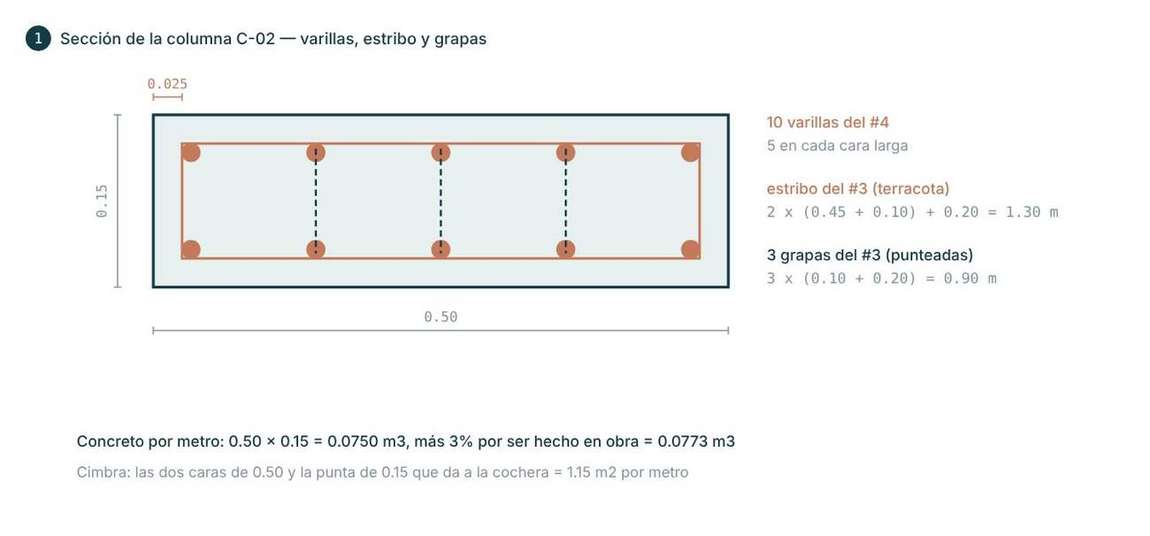 1 Sección de la columna C-02 — varillas, estribo y grapas
0.025
0.15
0.50
10 varillas del #4
5 en cada cara larga
estribo del #3 (terracota)
2 x (0.45 + 0.10) + 0.20 = 1.30 m
3 grapas del #3 (punteadas)
3 x (0.10 + 0.20) = 0.90 m
Concreto por metro: 0.50 × 0.15 = 0.0750 m3, más 3% por ser hecho en obra = 0.0773 m3
Cimbra: las dos caras de 0.50 y la punta de 0.15 que da a la cochera = 1.15 m2 por metro